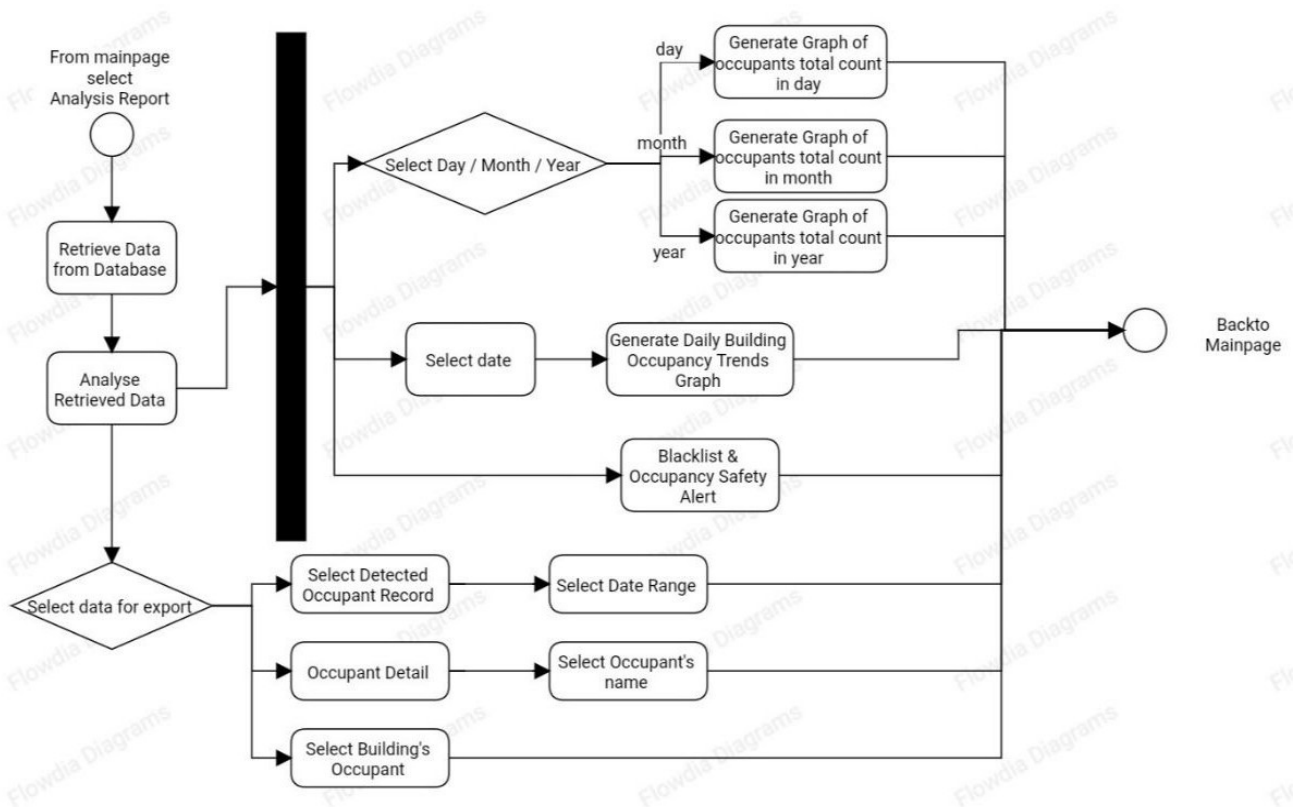 From mainpage
select
Analysis Report
Retrieve Data
from Database
Analyse
Retrieved Data
Select data for export
Select Day / Month / Year
day
month
year
Generate Graph of
occupants total count
in day
Generate Graph of
occupants total count
in month
Generate Graph of
occupants total count
in year
Select date
Generate Daily Building
Occupancy Trends
Graph
Blacklist &
Occupancy Safety
Alert
Select Detected
Occupant Record
Select Date Range
Occupant Detail
Select Occupant's
name
Select Building's
Occupant
Backto
Mainpage
Flowdia Diagrams